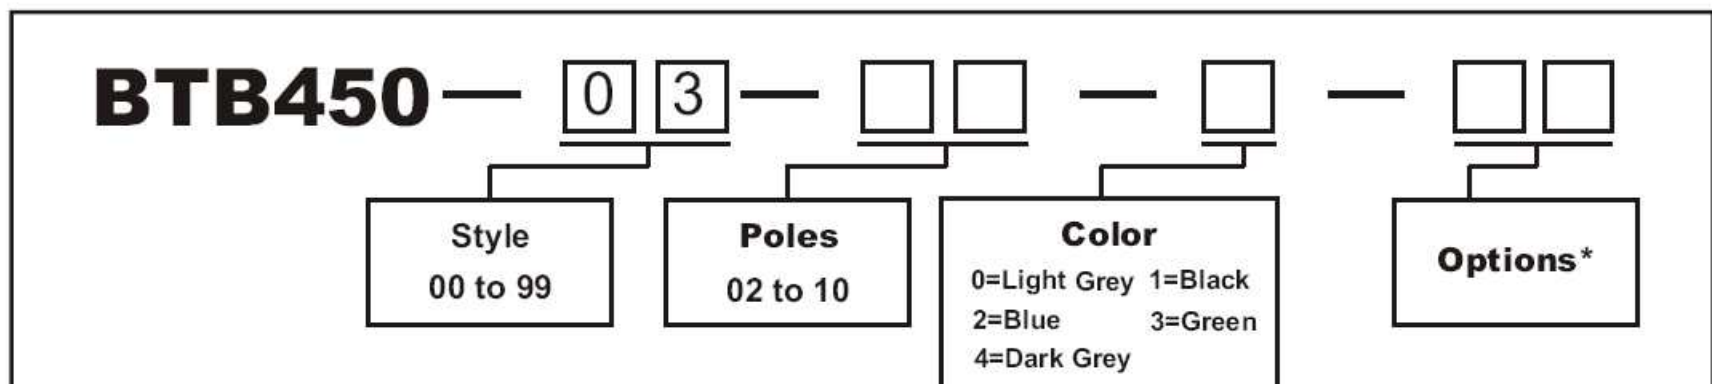 BTB450 — 0 3 — — —
Style
00 to 99
Poles
02 to 10
Color
0=Light Grey 1=Black
2=Blue 3=Green
4=Dark Grey
Options*